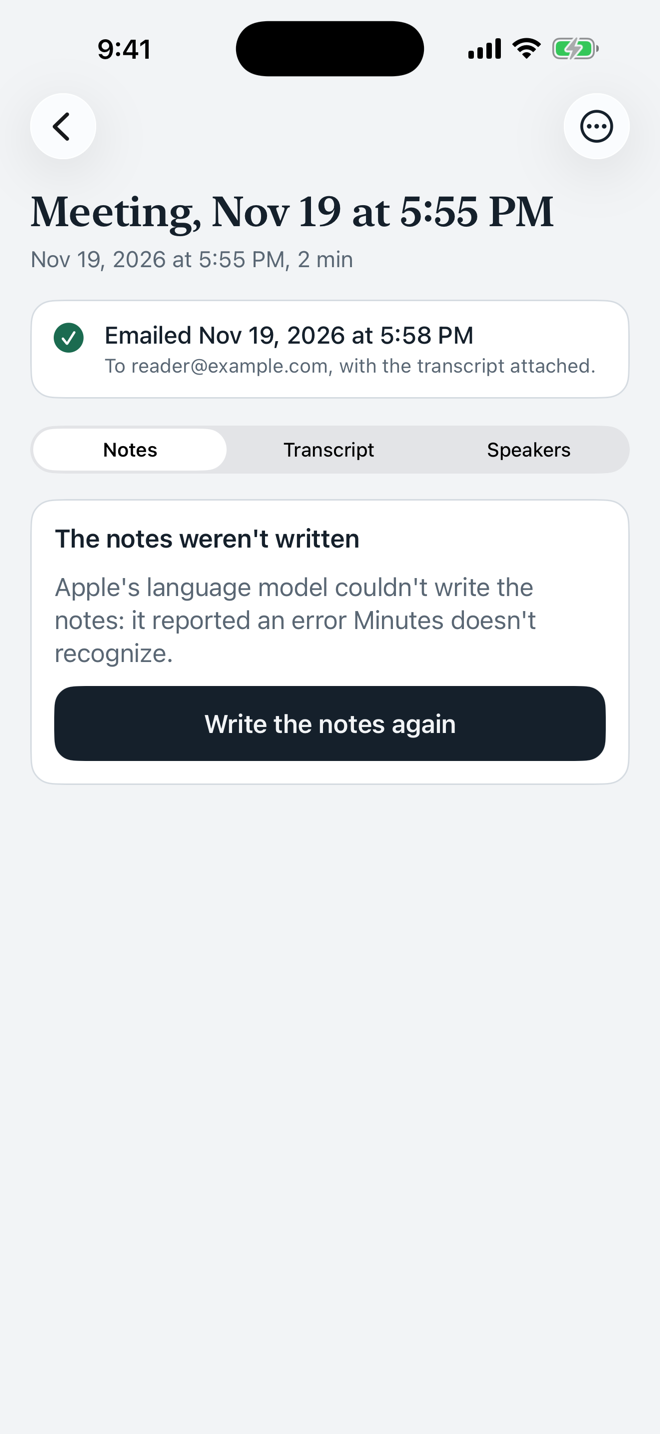 9:41
Meeting, Nov 19 at 5:55 PM
Nov 19, 2026 at 5:55 PM, 2 min
Emailed Nov 19, 2026 at 5:58 PM
To reader@example.com, with the transcript attached.
Notes
Transcript
Speakers
The notes weren't written
Apple's language model couldn't write the
notes: it reported an error Minutes doesn't
recognize.
Write the notes again